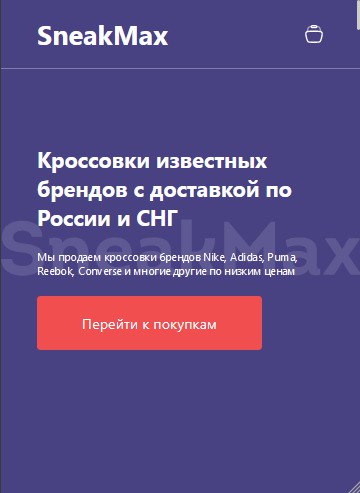 SneakMax
Кроссовки известных
брендов с доставкой по
России и СНГ
SneakMax
Мы продаем кроссовки брендов Nike, Adidas, Puma,
Reebok, Converse и многие другие по низким ценам
Перейти к покупкам